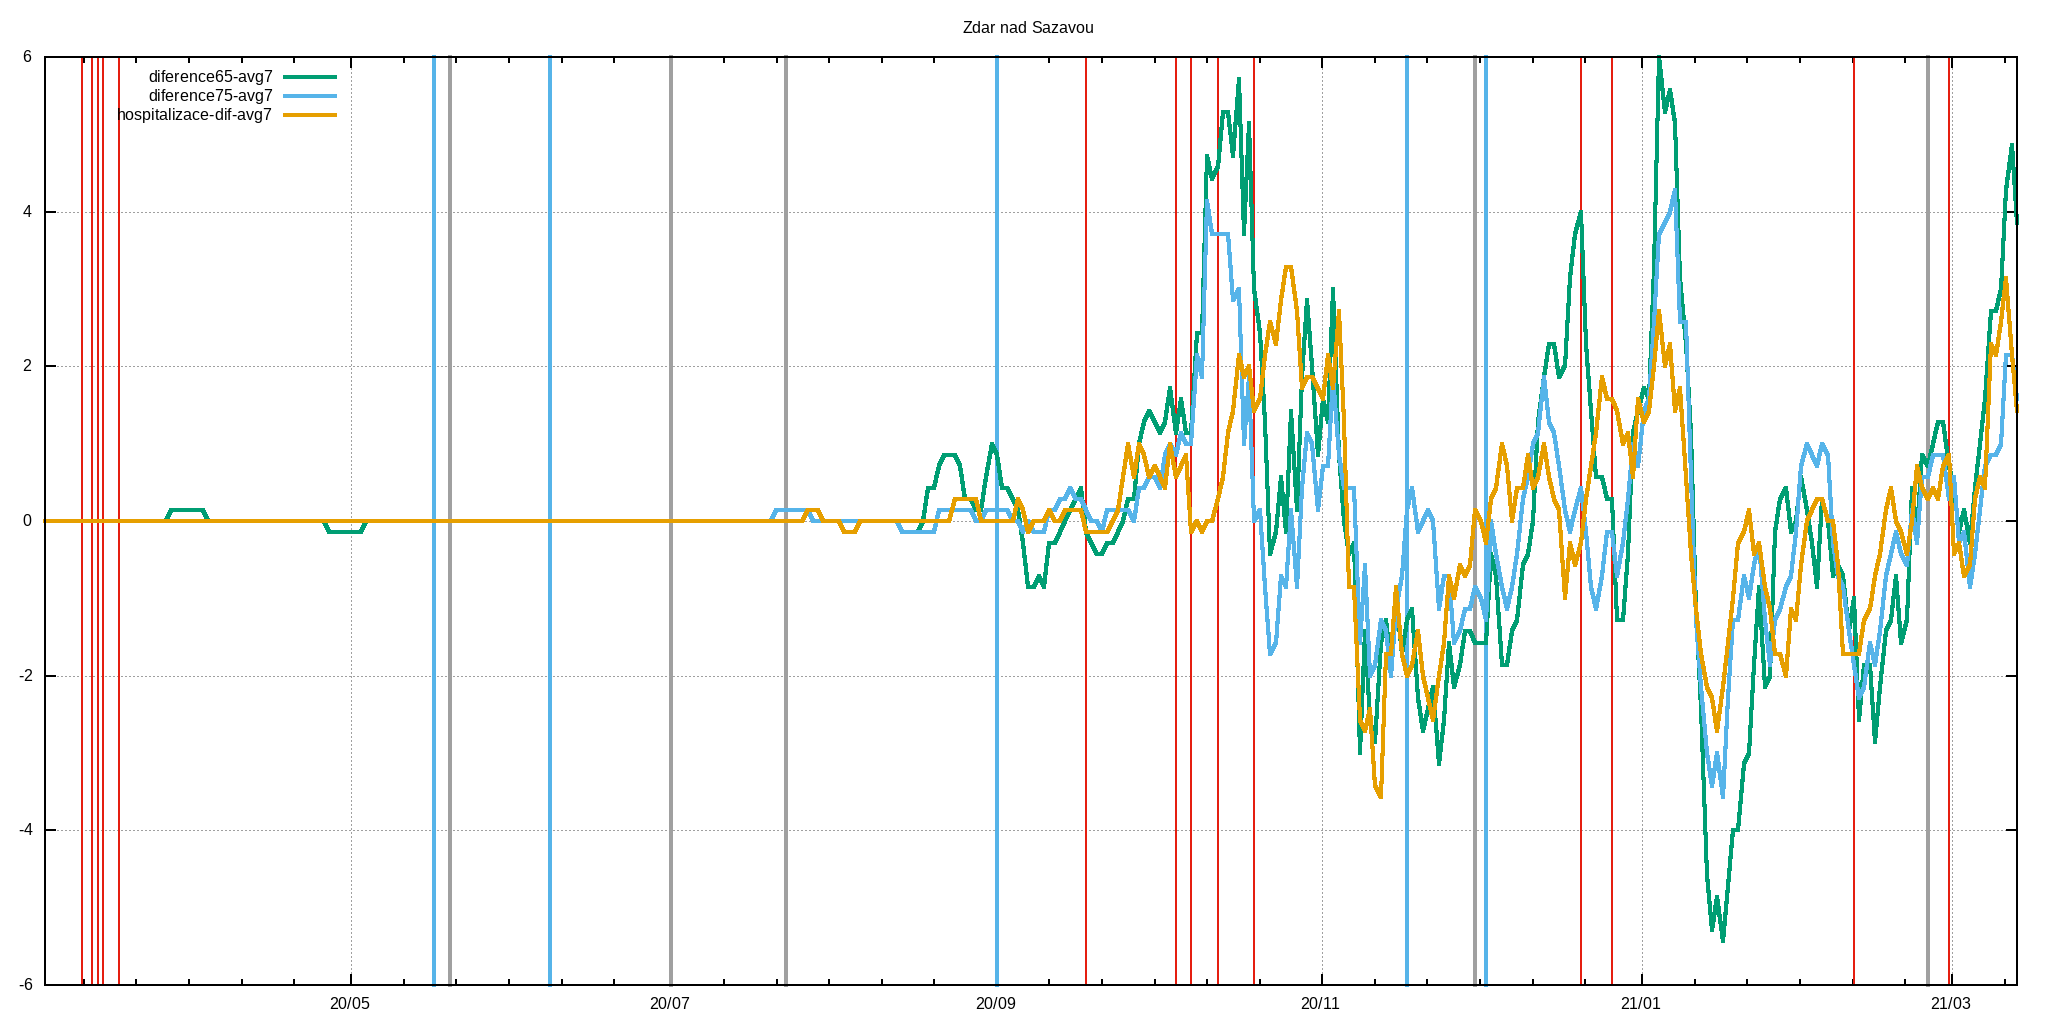 Zdar nad Sazavou
6
diference65-avg7
diference75-avg7
hospitalizace-dif-avg7
4
2
0
-2
-4
-6
20/05 20/07 20/09 20/11 21/01 21/03